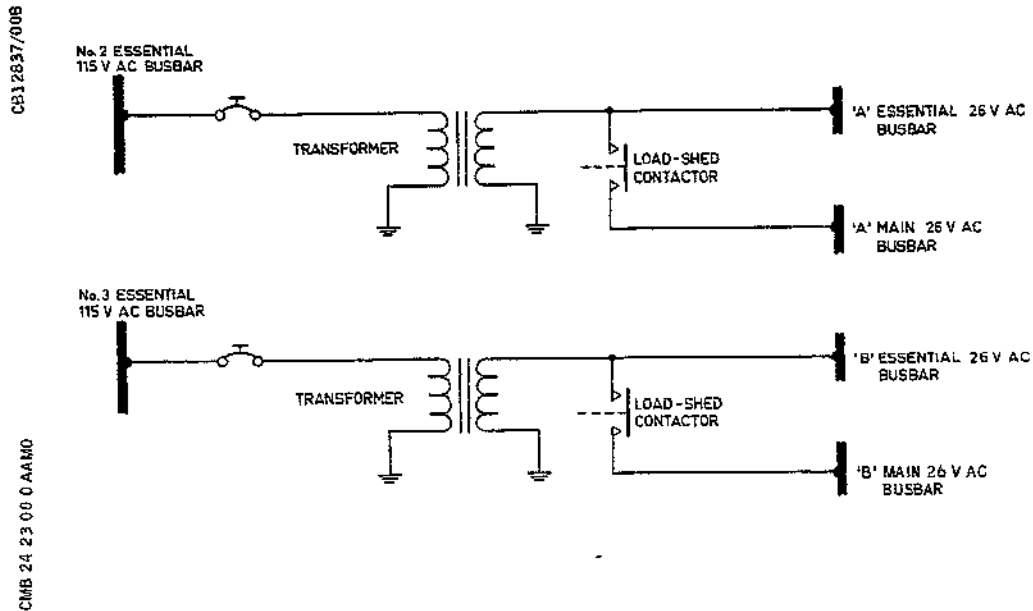 CB12837/00B
No.2 ESSENTIAL
115 V AC BUSBAR
TRANSFORMER
LOAD-SHED
CONTACTOR
'A' ESSENTIAL 26 V AC
BUSBAR
'A' MAIN 26 V AC
BUSBAR
No.3 ESSENTIAL
115 V AC BUSBAR
TRANSFORMER
LOAD-SHED
CONTACTOR
'B' ESSENTIAL 26 V AC
BUSBAR
'B' MAIN 26 V AC
BUSBAR
CMB 24 23 00 0 AAM0